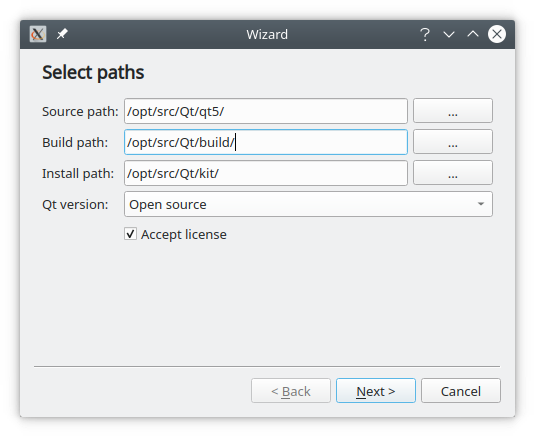 Wizard
Select paths
Source path: /opt/src/Qt/qt5/ ...
Build path: /opt/src/Qt/build/ ...
Install path: /opt/src/Qt/kit/ ...
Qt version: Open source
Accept license
< Back Next > Cancel